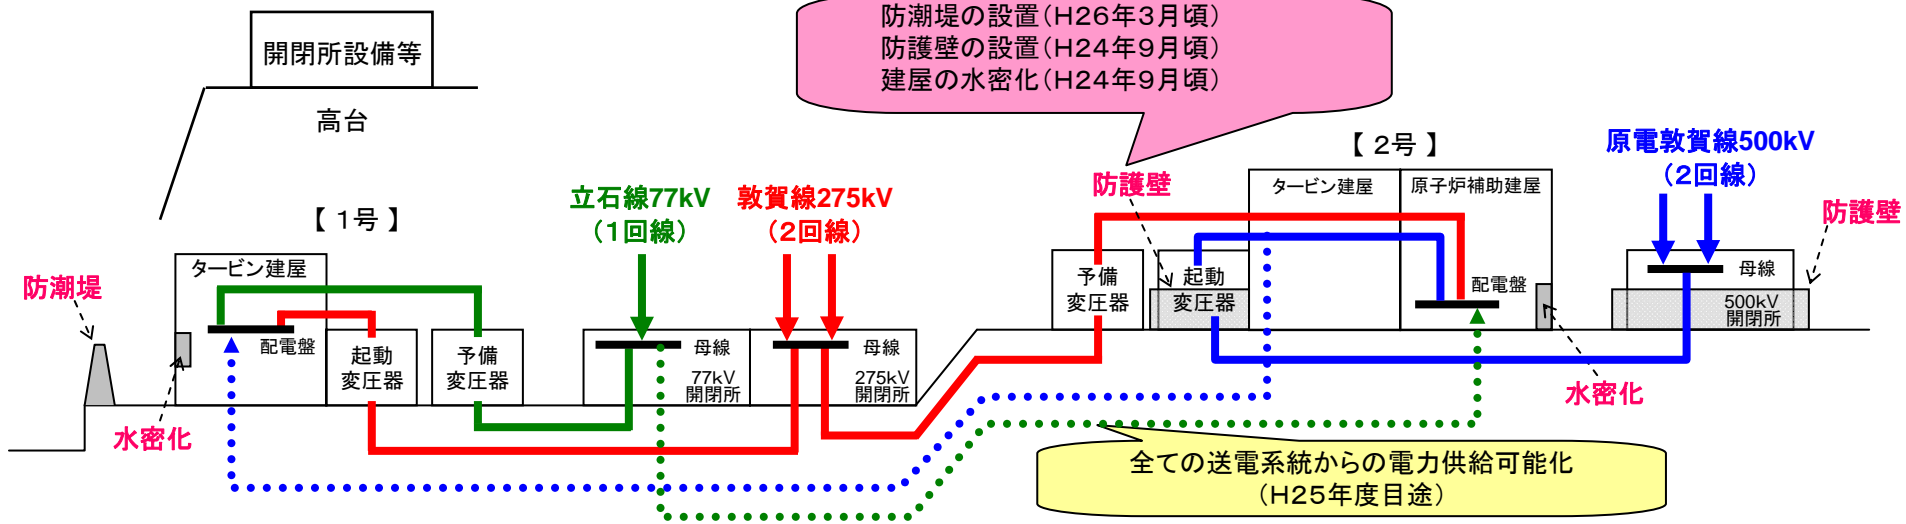 開閉所設備等
高台
防潮堤の設置(H26年3月頃)
防護壁の設置(H24年9月頃)
建屋の水密化(H24年9月頃)
【 1号 】
タービン建屋
防潮堤
水密化
配電盤
起動
変圧器
予備
変圧器
立石線77kV
(1回線)
敦賀線275kV
(2回線)
母線
77kV
開閉所
母線
275kV
開閉所
【 2号 】
防護壁
予備
変圧器
起動
変圧器
タービン建屋
原子炉補助建屋
配電盤
水密化
原電敦賀線500kV
(2回線)
母線
500kV
開閉所
防護壁
全ての送電系統からの電力供給可能化
(H25年度目途)